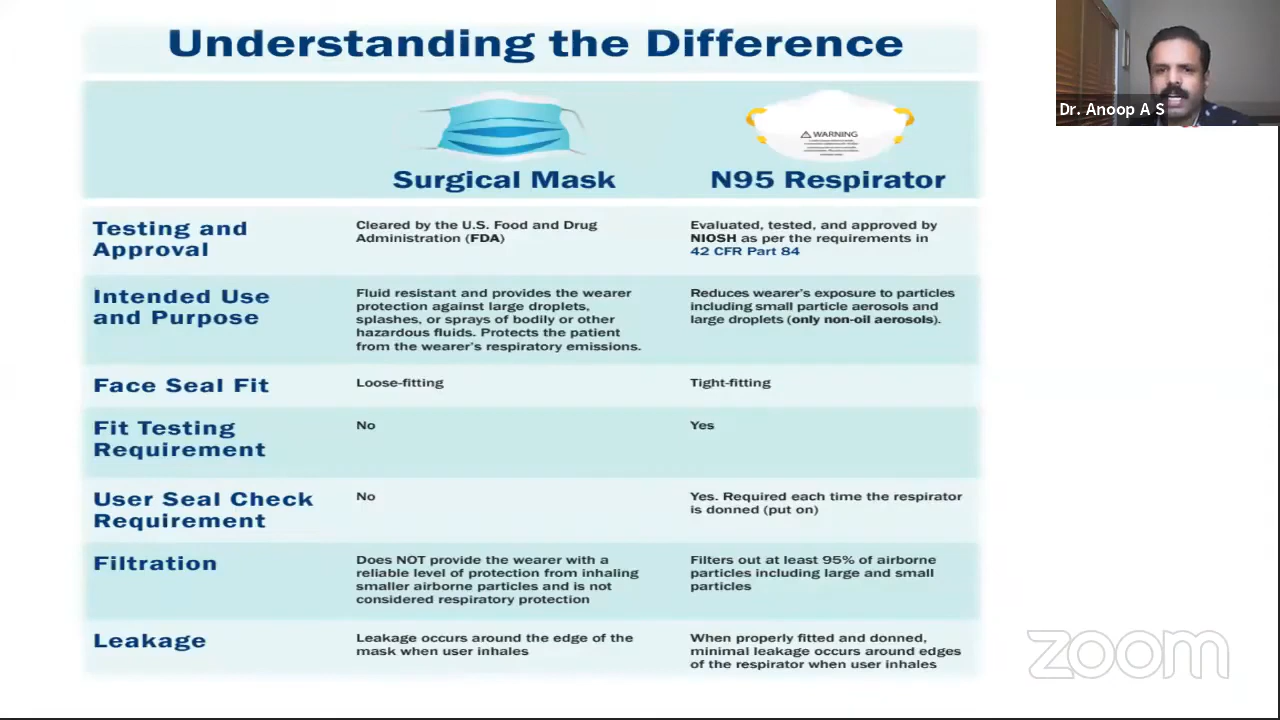 Understanding the Difference
Dr. Anoop A S
WARNING
Surgical Mask
N95 Respirator
Testing and
Approval
Cleared by the U.S. Food and Drug
Administration (FDA)
Evaluated, tested, and approved by
NIOSH as per the requirements in
42 CFR Part 84
Intended Use
and Purpose
Fluid resistant and provides the wearer
protection against large droplets,
splashes, or sprays of bodily or other
hazardous fluids. Protects the patient
from the wearer's respiratory emissions.
Reduces wearer's exposure to particles
including small particle aerosols and
large droplets (only non-oil aerosols).
Face Seal Fit
Loose-fitting
Tight-fitting
Fit Testing
Requirement
No
Yes
User Seal Check
Requirement
No
Yes. Required each time the respirator
is donned (put on)
Filtration
Does NOT provide the wearer with a
reliable level of protection from inhaling
smaller airborne particles and is not
considered respiratory protection
Filters out at least 95% of airborne
particles including large and small
particles
Leakage
Leakage occurs around the edge of the
mask when user inhales
When properly fitted and donned,
minimal leakage occurs around edges
of the respirator when user inhales
zoom